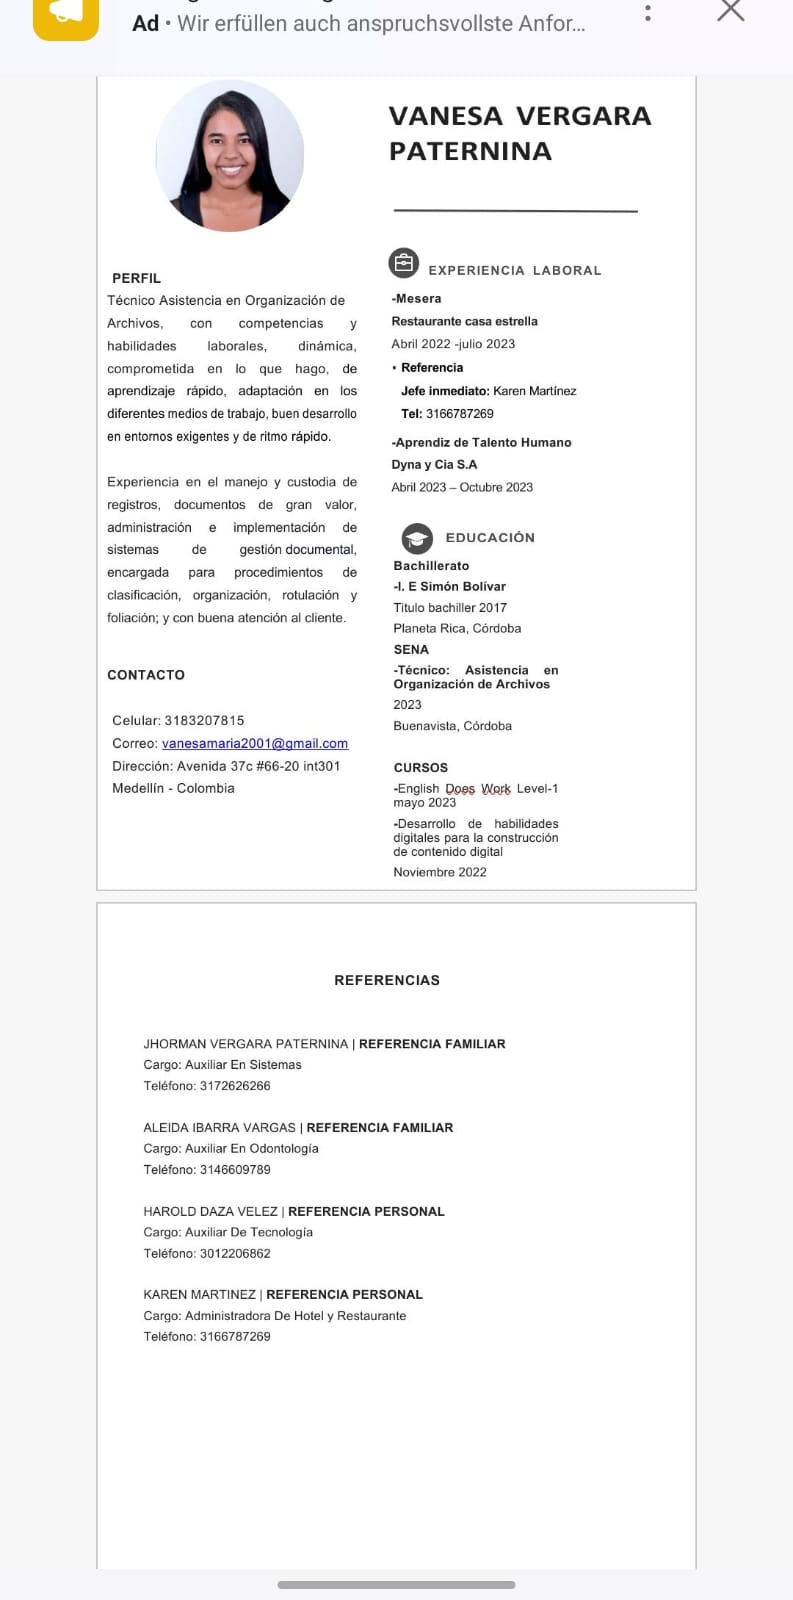 Ad • Wir erfüllen auch anspruchsvollste Anfor...
VANESA VERGARA
PATERNINA
PERFIL
Técnico Asistencia en Organización de
Archivos, con competencias y
habilidades laborales, dinámica,
comprometida en lo que hago, de
aprendizaje rápido, adaptación en los
diferentes medios de trabajo, buen desarrollo
en entornos exigentes y de ritmo rápido.
Experiencia en el manejo y custodia de
registros, documentos de gran valor,
administración e implementación de
sistemas de gestión documental,
encargada para procedimientos de
clasificación, organización, rotulación y
foliación; y con buena atención al cliente.
CONTACTO
Celular: 3183207815
Correo: vanesamaria2001@gmail.com
Dirección: Avenida 37c #66-20 int301
Medellín - Colombia
EXPERIENCIA LABORAL
-Mesera
Restaurante casa estrella
Abril 2022 -julio 2023
• Referencia
Jefe inmediato: Karen Martínez
Tel: 3166787269
-Aprendiz de Talento Humano
Dyna y Cia S.A
Abril 2023 – Octubre 2023
EDUCACIÓN
Bachillerato
-I. E Simón Bolívar
Titulo bachiller 2017
Planeta Rica, Córdoba
SENA
-Técnico: Asistencia en
Organización de Archivos
2023
Buenavista, Córdoba
CURSOS
-English Does Work Level-1
mayo 2023
-Desarrollo de habilidades
digitales para la construcción
de contenido digital
Noviembre 2022
REFERENCIAS
JHORMAN VERGARA PATERNINA | REFERENCIA FAMILIAR
Cargo: Auxiliar En Sistemas
Teléfono: 3172626266
ALEIDA IBARRA VARGAS | REFERENCIA FAMILIAR
Cargo: Auxiliar En Odontología
Teléfono: 3146609789
HAROLD DAZA VELEZ | REFERENCIA PERSONAL
Cargo: Auxiliar De Tecnología
Teléfono: 3012206862
KAREN MARTINEZ | REFERENCIA PERSONAL
Cargo: Administradora De Hotel y Restaurante
Teléfono: 3166787269